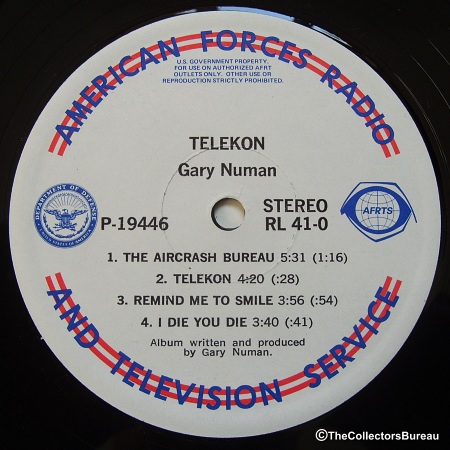 AMERICAN FORCES RADIO
U.S. GOVERNMENT PROPERTY.
FOR USE ON AUTHORIZED AFRT
OUTLETS ONLY. OTHER USE OR
REPRODUCTION STRICTLY PROHIBITED.
TELEKON
Gary Numan
DEPARTMENT OF DEFENSE
UNITED STATES OF AMERICA
P-19446
STEREO
RL 41-0
AFRTS
1. THE AIRCRASH BUREAU 5:31 (1:16)
2. TELEKON 4:20 (:28)
3. REMIND ME TO SMILE 3:56 (:54)
4. I DIE YOU DIE 3:40 (:41)
Album written and produced
by Gary Numan.
AND TELEVISION SERVICE
©TheCollectorsBureau